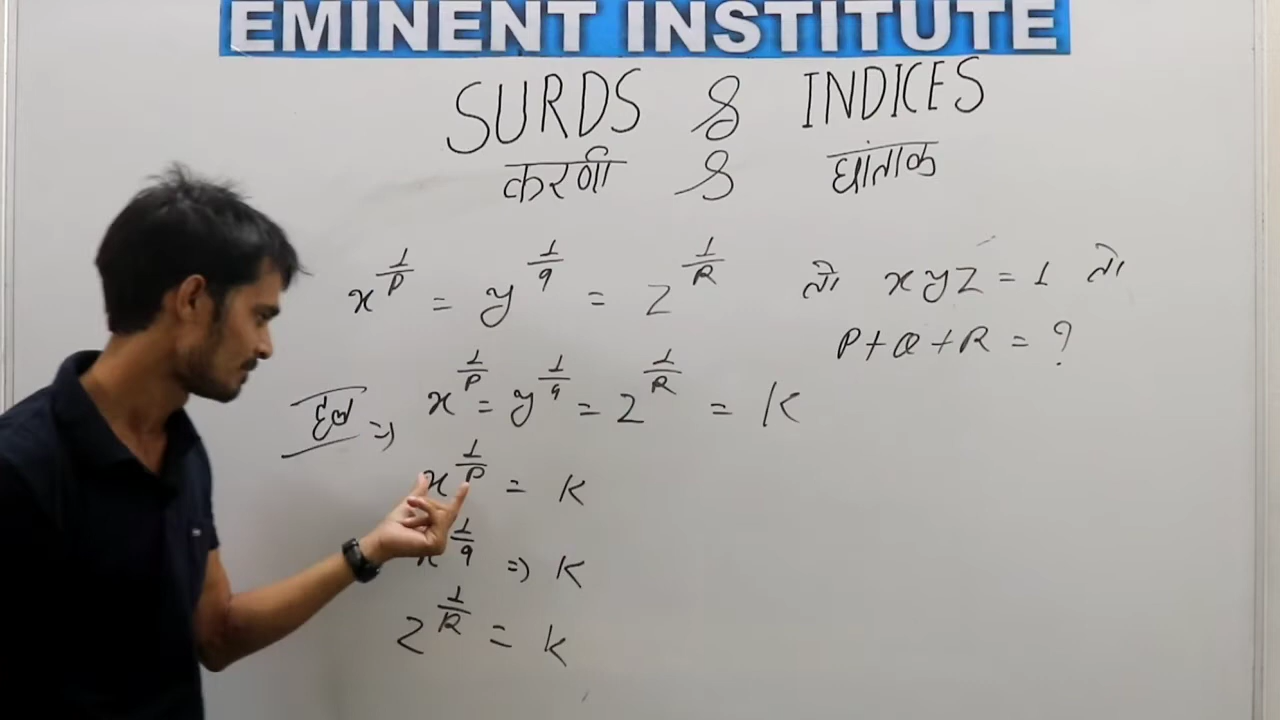 EMINENT INSTITUTE
SURDS & INDICES
करणी & घांताक
x^(1/P) = y^(1/q) = z^(1/R) तो xyz = 1 तो
P+Q+R = ?
हल => x^(1/P) = y^(1/q) = z^(1/R) = K
x^(1/P) = K
x^(1/q) => K
z^(1/R) = K